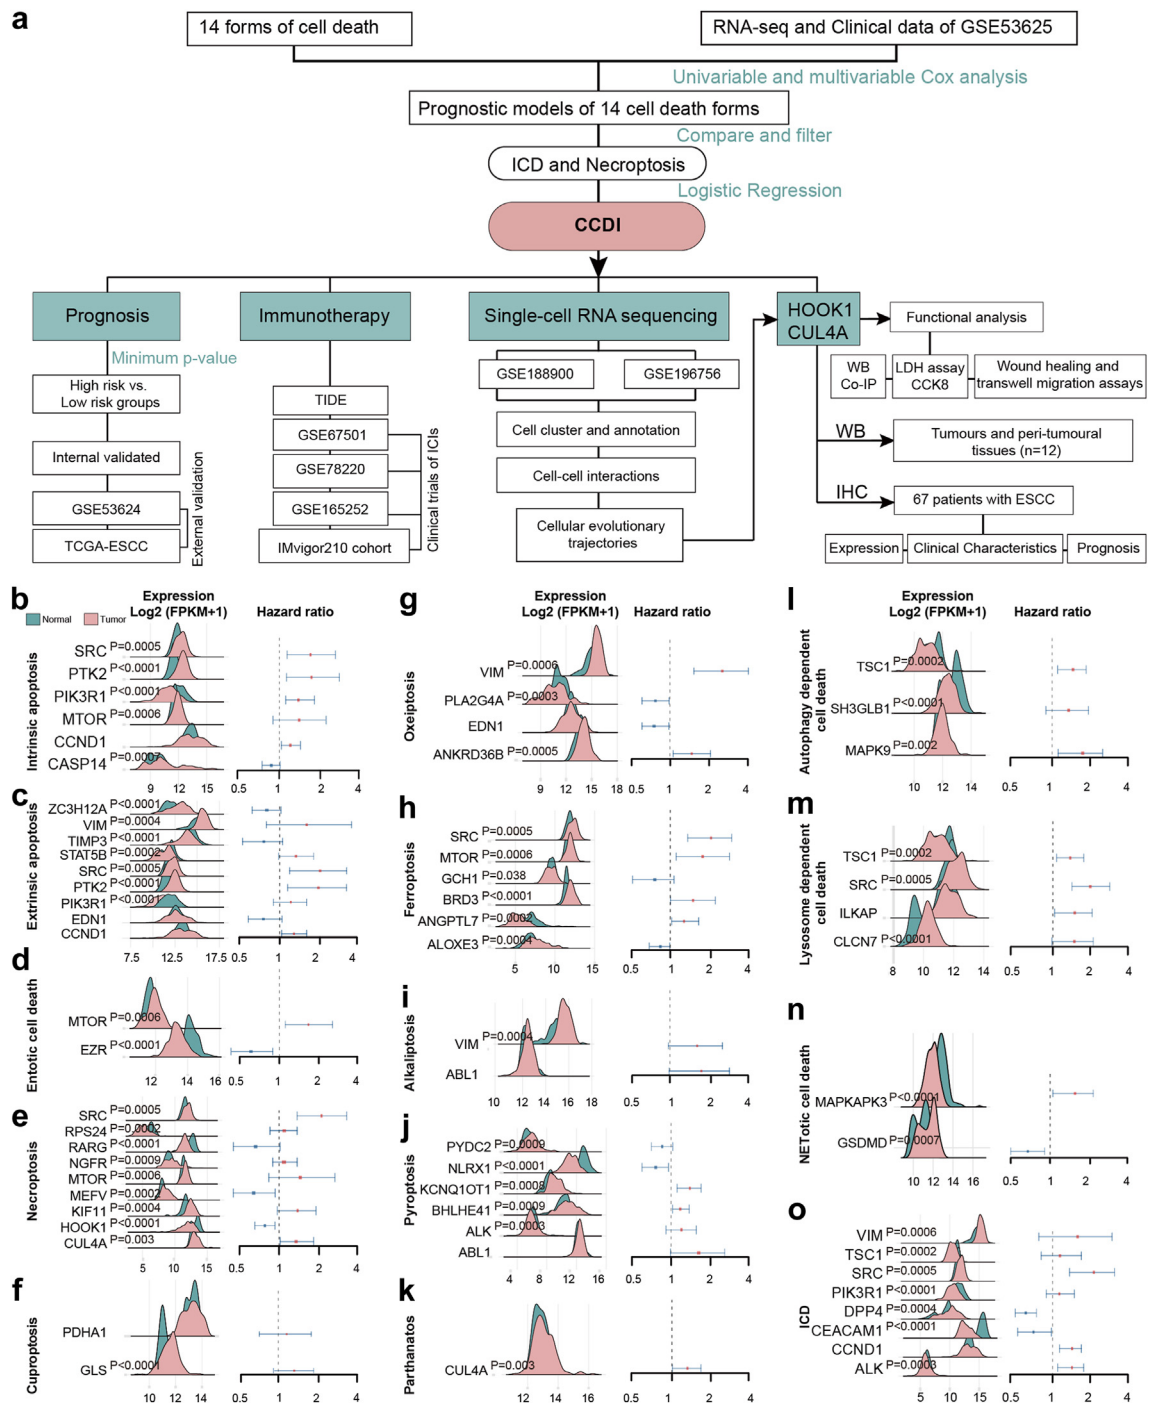 a
14 forms of cell death
RNA-seq and Clinical data of GSE53625
Univariable and multivariable Cox analysis
Prognostic models of 14 cell death forms
Compare and filter
ICD and Necroptosis
Logistic Regression
CCDI
Prognosis
Immunotherapy
Single-cell RNA sequencing
HOOK1
CUL4A
Functional analysis
Minimum p-value
High risk vs.
Low risk groups
Internal validated
GSE53624
TCGA-ESCC
External validation
TIDE
GSE67501
GSE78220
GSE165252
IMvigor210 cohort
Clinical trials of ICIs
GSE188900
GSE196756
Cell cluster and annotation
Cell-cell interactions
Cellular evolutionary
trajectories
WB
Co-IP
LDH assay
CCK8
Wound healing and
transwell migration assays
WB
Tumours and peri-tumoural
tissues (n=12)
IHC
67 patients with ESCC
Expression
Clinical Characteristics
Prognosis
b
Expression
Log2 (FPKM+1)
Hazard ratio
Normal
Tumor
Intrinsic apoptosis
SRC P=0.0005
PTK2 P<0.0001
PIK3R1 P<0.0001
MTOR P=0.0006
CCND1
CASP14 P=0.0007
9 12 15 17
0.5 1 2 4
c
Extrinsic apoptosis
ZC3H12A P<0.0001
VIM P=0.0004
TIMP3 P<0.0001
STAT5B P=0.0002
SRC P=0.0005
PTK2 P<0.0001
PIK3R1 P<0.0001
EDN1
CCND1
7.5 12.5 17.5
0.5 1 2 4
d
Entotic cell death
MTOR P=0.0006
EZR P<0.0001
12 14 16
0.5 1 2 4
e
Necroptosis
SRC P=0.0005
RPS24 P=0.0002
RARG P<0.0001
NGFR P=0.0009
MTOR P=0.0006
MEFV P=0.0002
KIF11 P=0.0004
HOOK1 P<0.0001
CUL4A P=0.003
5 10 15
0.5 1 2 4
f
Cuproptosis
PDHA1
GLS P<0.0001
10 12 14
0.5 1 2 4
g
Expression
Log2 (FPKM+1)
Hazard ratio
Oxeiptosis
VIM P=0.0006
PLA2G4A P=0.0003
EDN1
ANKRD36B P=0.0005
9 12 15 18
0.5 1 2 4
h
Ferroptosis
SRC P=0.0005
MTOR P=0.0006
GCH1 P=0.038
BRD3 P<0.0001
ANGPTL7 P=0.0002
ALOXE3 P=0.0004
5 10 15
0.5 1 2 4
i
Alkaliptosis
VIM P=0.0004
ABL1
10 12 14 16 18
0.5 1 2 4
j
Pyroptosis
PYDC2 P=0.0009
NLRX1 P<0.0001
KCNQ1OT1 P=0.0008
BHLHE41 P=0.0009
ALK P=0.0003
ABL1
4 8 12 16
0.5 1 2 4
k
Parthanatos
CUL4A P=0.003
12 14 16
0.5 1 2 4
l
Expression
Log2 (FPKM+1)
Hazard ratio
Autophagy dependent
cell death
TSC1 P=0.0002
SH3GLB1 P<0.0001
MAPK9 P=0.002
10 12 14
0.5 1 2 4
m
Lysosome dependent
cell death
TSC1 P=0.0002
SRC P=0.0005
ILKAP
CLCN7 P<0.0001
8 10 12 14
0.5 1 2 4
n
NETotic cell death
MAPKAPK3 P<0.0001
GSDMD P=0.0007
10 12 14 16
0.5 1 2 4
o
ICD
VIM P=0.0006
TSC1 P=0.0002
SRC P=0.0005
PIK3R1 P<0.0001
DPP4 P=0.0004
CEACAM1 P<0.0001
CCND1
ALK P=0.0003
5 10 15
0.5 1 2 4